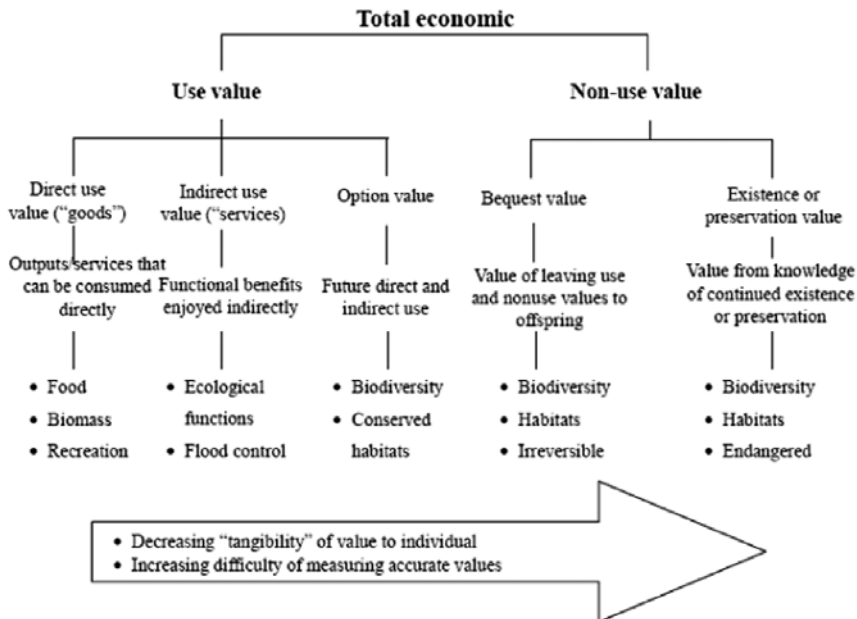 Total economic
Use value
Non-use value
Direct use
value (“goods”)
Indirect use
value (“services)
Option value
Bequest value
Existence or
preservation value
Outputs/services that
can be consumed
directly
Functional benefits
enjoyed indirectly
Future direct and
indirect use
Value of leaving use
and nonuse values to
offspring
Value from knowledge
of continued existence
or preservation
• Food
• Biomass
• Recreation
• Ecological
functions
• Flood control
• Biodiversity
• Conserved
habitats
• Biodiversity
• Habitats
• Irreversible
• Biodiversity
• Habitats
• Endangered
• Decreasing “tangibility” of value to individual
• Increasing difficulty of measuring accurate values